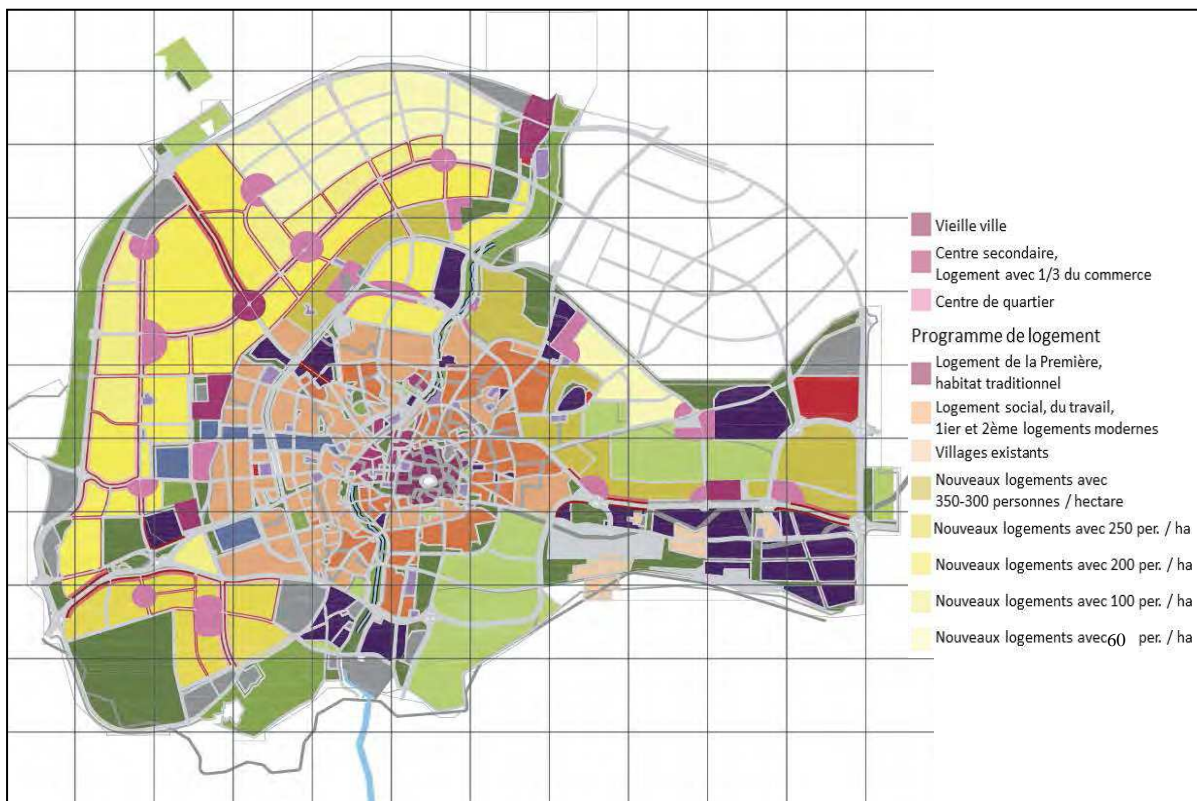 Vieille ville
Centre secondaire,
Logement avec 1/3 du commerce
Centre de quartier
Programme de logement
Logement de la Première,
habitat traditionnel
Logement social, du travail,
1ier et 2ème logements modernes
Villages existants
Nouveaux logements avec
350-300 personnes / hectare
Nouveaux logements avec 250 per. / ha
Nouveaux logements avec 200 per. / ha
Nouveaux logements avec 100 per. / ha
Nouveaux logements avec60 per. / ha